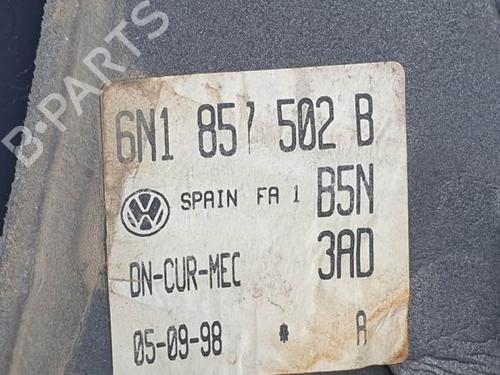 B-PARTS
6N1 857 502 B
SPAIN FA 1 B5N
3AD
DN-CUR-MEC
05-09-98 * A